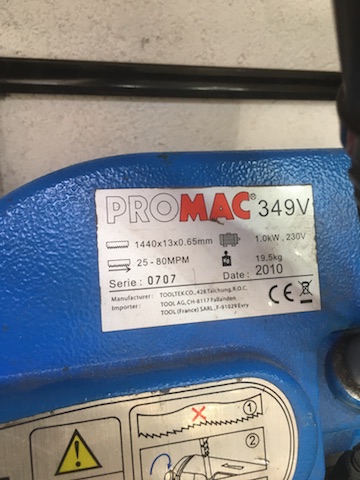 PROMAC® 349V
1440x13x0.65mm 1.0kW, 230V
25 - 80MPM 19.5kg
Serie: 0707 Date: 2010
Manufacturer: TOOLTEK CO., 428 Taichung, R.O.C.
Importer: TOOL AG, CH-8117 Fällanden
TOOL (France) SARL, F-91029 Evry
CE
1
2